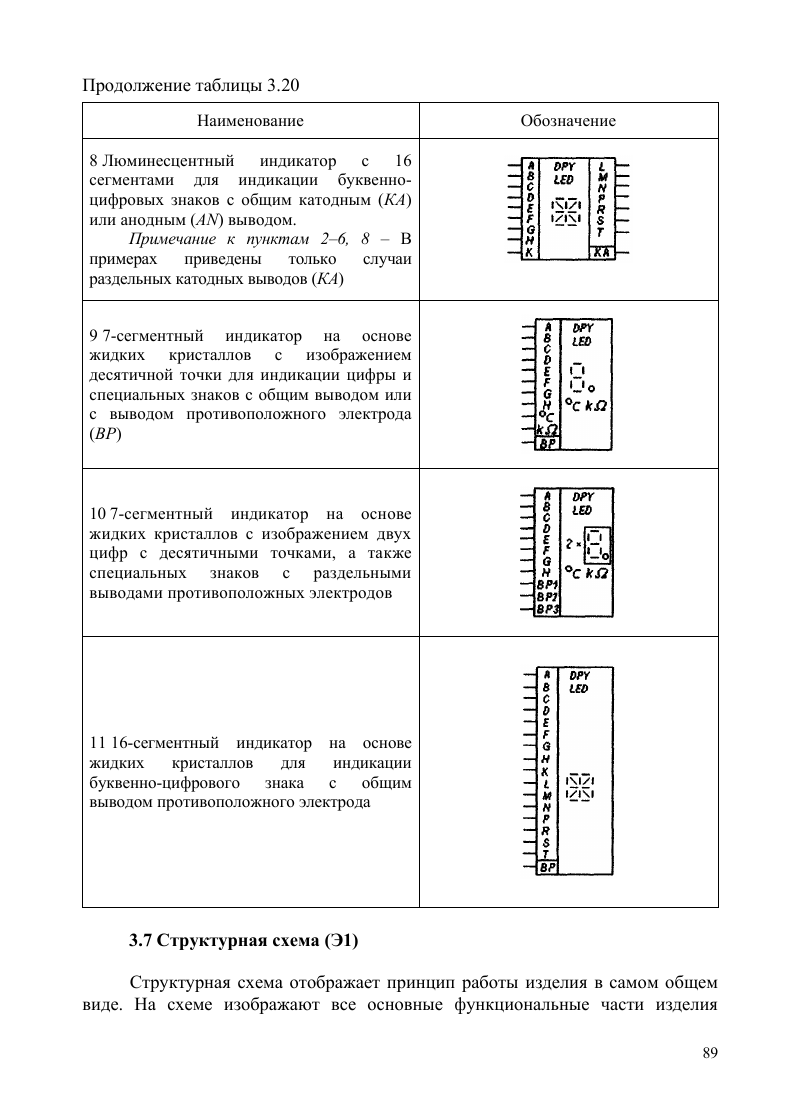 Продолжение таблицы 3.20
Наименование
Обозначение
8 Люминесцентный индикатор с 16
сегментами для индикации буквенно-
цифровых знаков с общим катодным (КА)
или анодным (AN) выводом.
Примечание к пунктам 2–6, 8 – В
примерах приведены только случаи
раздельных катодных выводов (КА)
A
B
C
D
E
F
G
H
K
DPY
LED
L
M
N
P
R
S
T
KA
9 7-сегментный индикатор на основе
жидких кристаллов с изображением
десятичной точки для индикации цифры и
специальных знаков с общим выводом или
с выводом противоположного электрода
(BP)
A
B
C
D
E
F
G
H
°C
kΩ
BP
DPY
LED
°C kΩ
10 7-сегментный индикатор на основе
жидких кристаллов с изображением двух
цифр с десятичными точками, а также
специальных знаков с раздельными
выводами противоположных электродов
A
B
C
D
E
F
G
H
BP1
BP2
BP3
DPY
LED
2×
°C kΩ
11 16-сегментный индикатор на основе
жидких кристаллов для индикации
буквенно-цифрового знака с общим
выводом противоположного электрода
A
B
C
D
E
F
G
H
K
L
M
N
P
R
S
T
BP
DPY
LED
3.7 Структурная схема (Э1)
Структурная схема отображает принцип работы изделия в самом общем
виде. На схеме изображают все основные функциональные части изделия
89